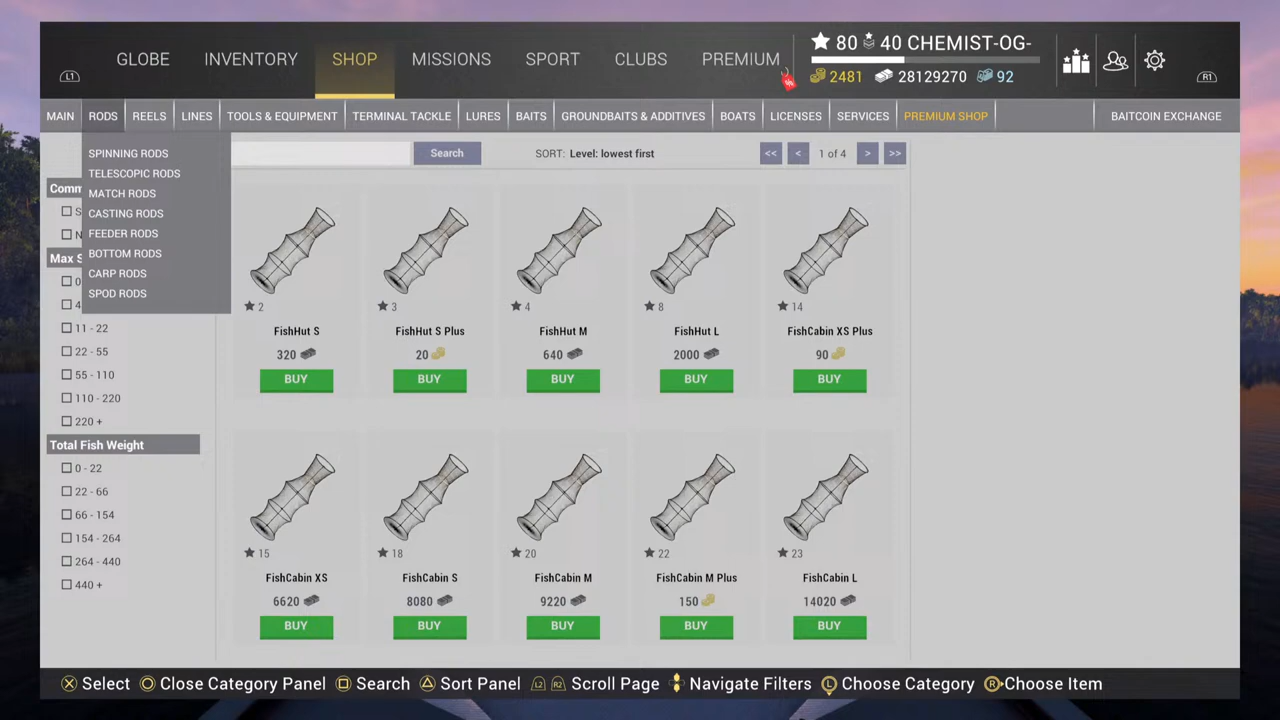 L1
GLOBE INVENTORY SHOP MISSIONS SPORT CLUBS PREMIUM
80 40 CHEMIST-OG-
2481 28129270 92
R1
MAIN RODS REELS LINES TOOLS & EQUIPMENT TERMINAL TACKLE LURES BAITS GROUNDBAITS & ADDITIVES BOATS LICENSES SERVICES PREMIUM SHOP BAITCOIN EXCHANGE
SPINNING RODS
TELESCOPIC RODS
MATCH RODS
CASTING RODS
FEEDER RODS
BOTTOM RODS
CARP RODS
SPOD RODS
Search SORT: Level: lowest first << < 1 of 4 > >>
Comm
S
N
Max S
0
4
11 - 22
22 - 55
55 - 110
110 - 220
220 +
Total Fish Weight
0 - 22
22 - 66
66 - 154
154 - 264
264 - 440
440 +
2 3 4 8 14
FishHut S FishHut S Plus FishHut M FishHut L FishCabin XS Plus
320 20 640 2000 90
BUY BUY BUY BUY BUY
15 18 20 22 23
FishCabin XS FishCabin S FishCabin M FishCabin M Plus FishCabin L
6620 8080 9220 150 14020
BUY BUY BUY BUY BUY
Select Close Category Panel Search Sort Panel L2 R2 Scroll Page Navigate Filters L Choose Category R Choose Item